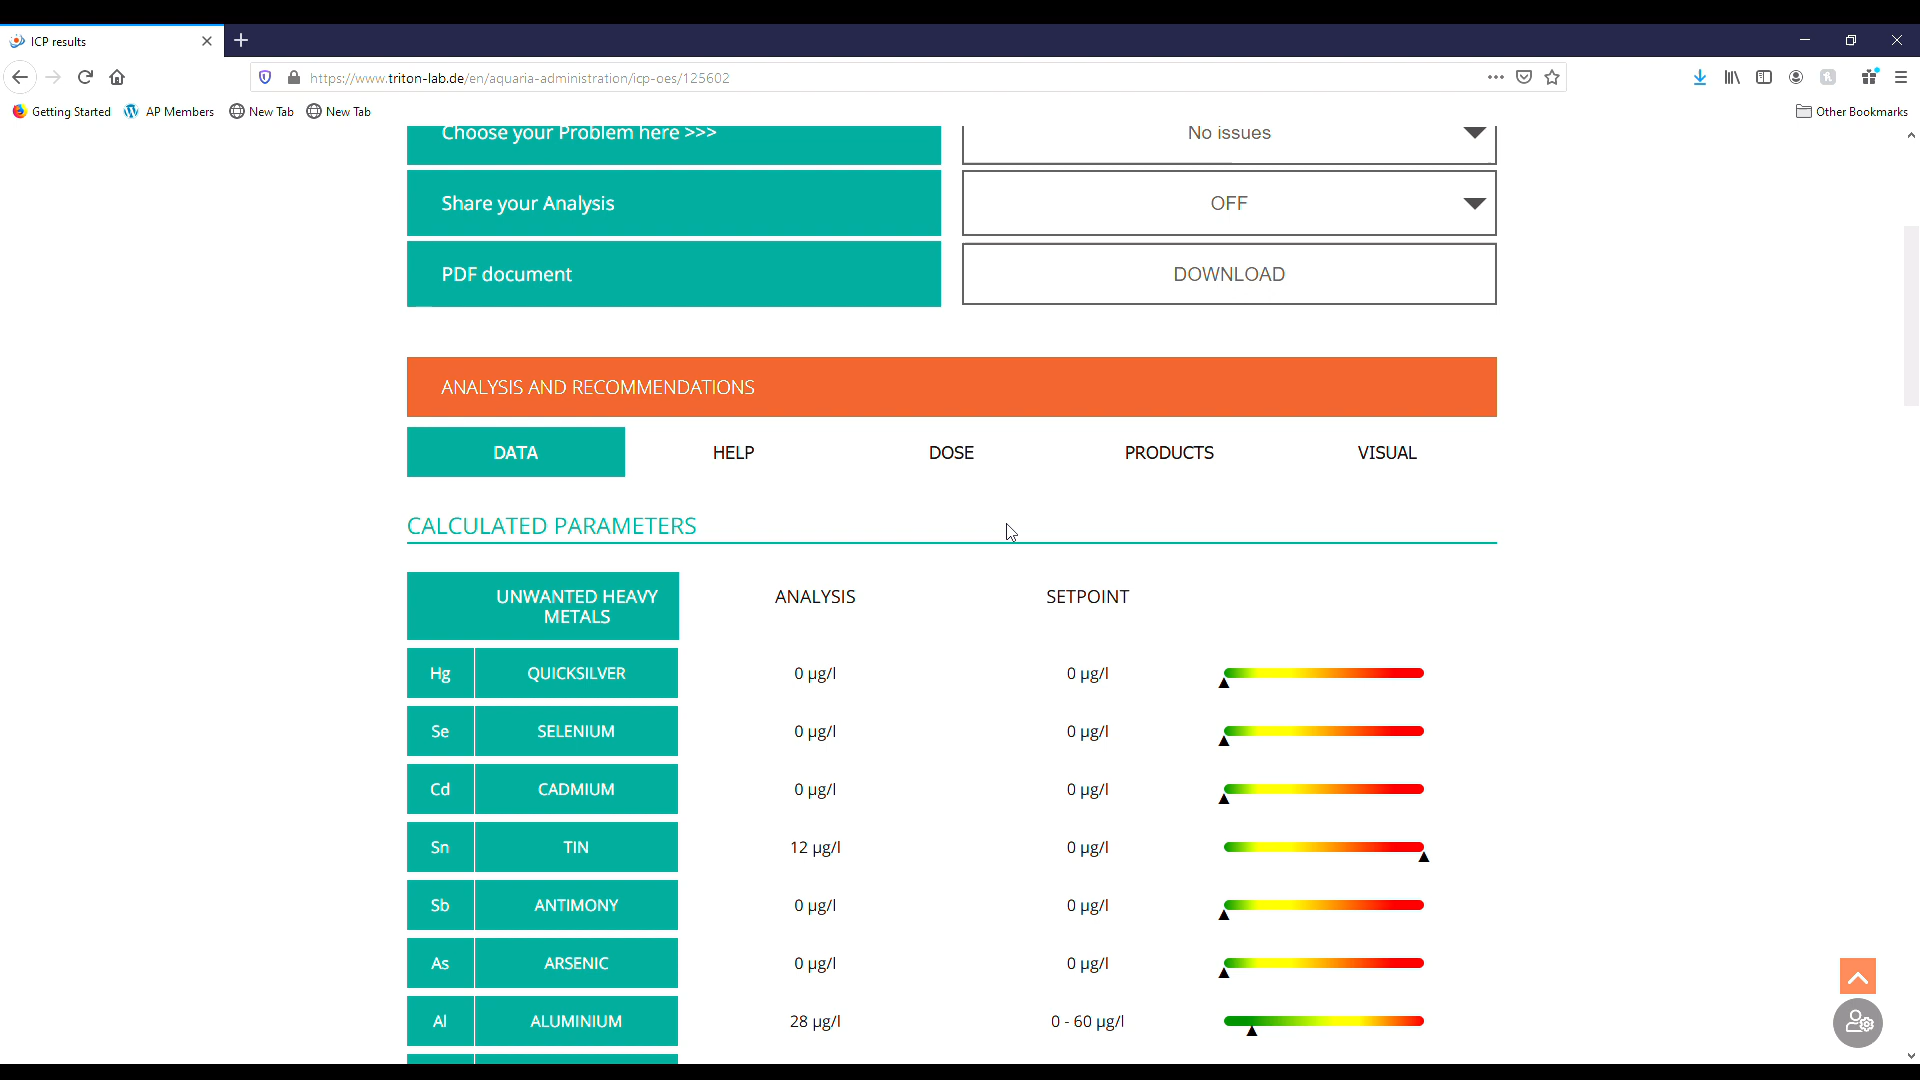 ICP results
https://www.triton-lab.de/en/aquaria-administration/icp-oes/125602
Getting Started
AP Members
New Tab
New Tab
Other Bookmarks
Choose your Problem here >>>
No issues
Share your Analysis
OFF
PDF document
DOWNLOAD
ANALYSIS AND RECOMMENDATIONS
DATA
HELP
DOSE
PRODUCTS
VISUAL
CALCULATED PARAMETERS
UNWANTED HEAVY
METALS
ANALYSIS
SETPOINT
Hg QUICKSILVER 0 µg/l 0 µg/l
Se SELENIUM 0 µg/l 0 µg/l
Cd CADMIUM 0 µg/l 0 µg/l
Sn TIN 12 µg/l 0 µg/l
Sb ANTIMONY 0 µg/l 0 µg/l
As ARSENIC 0 µg/l 0 µg/l
Al ALUMINIUM 28 µg/l 0 - 60 µg/l